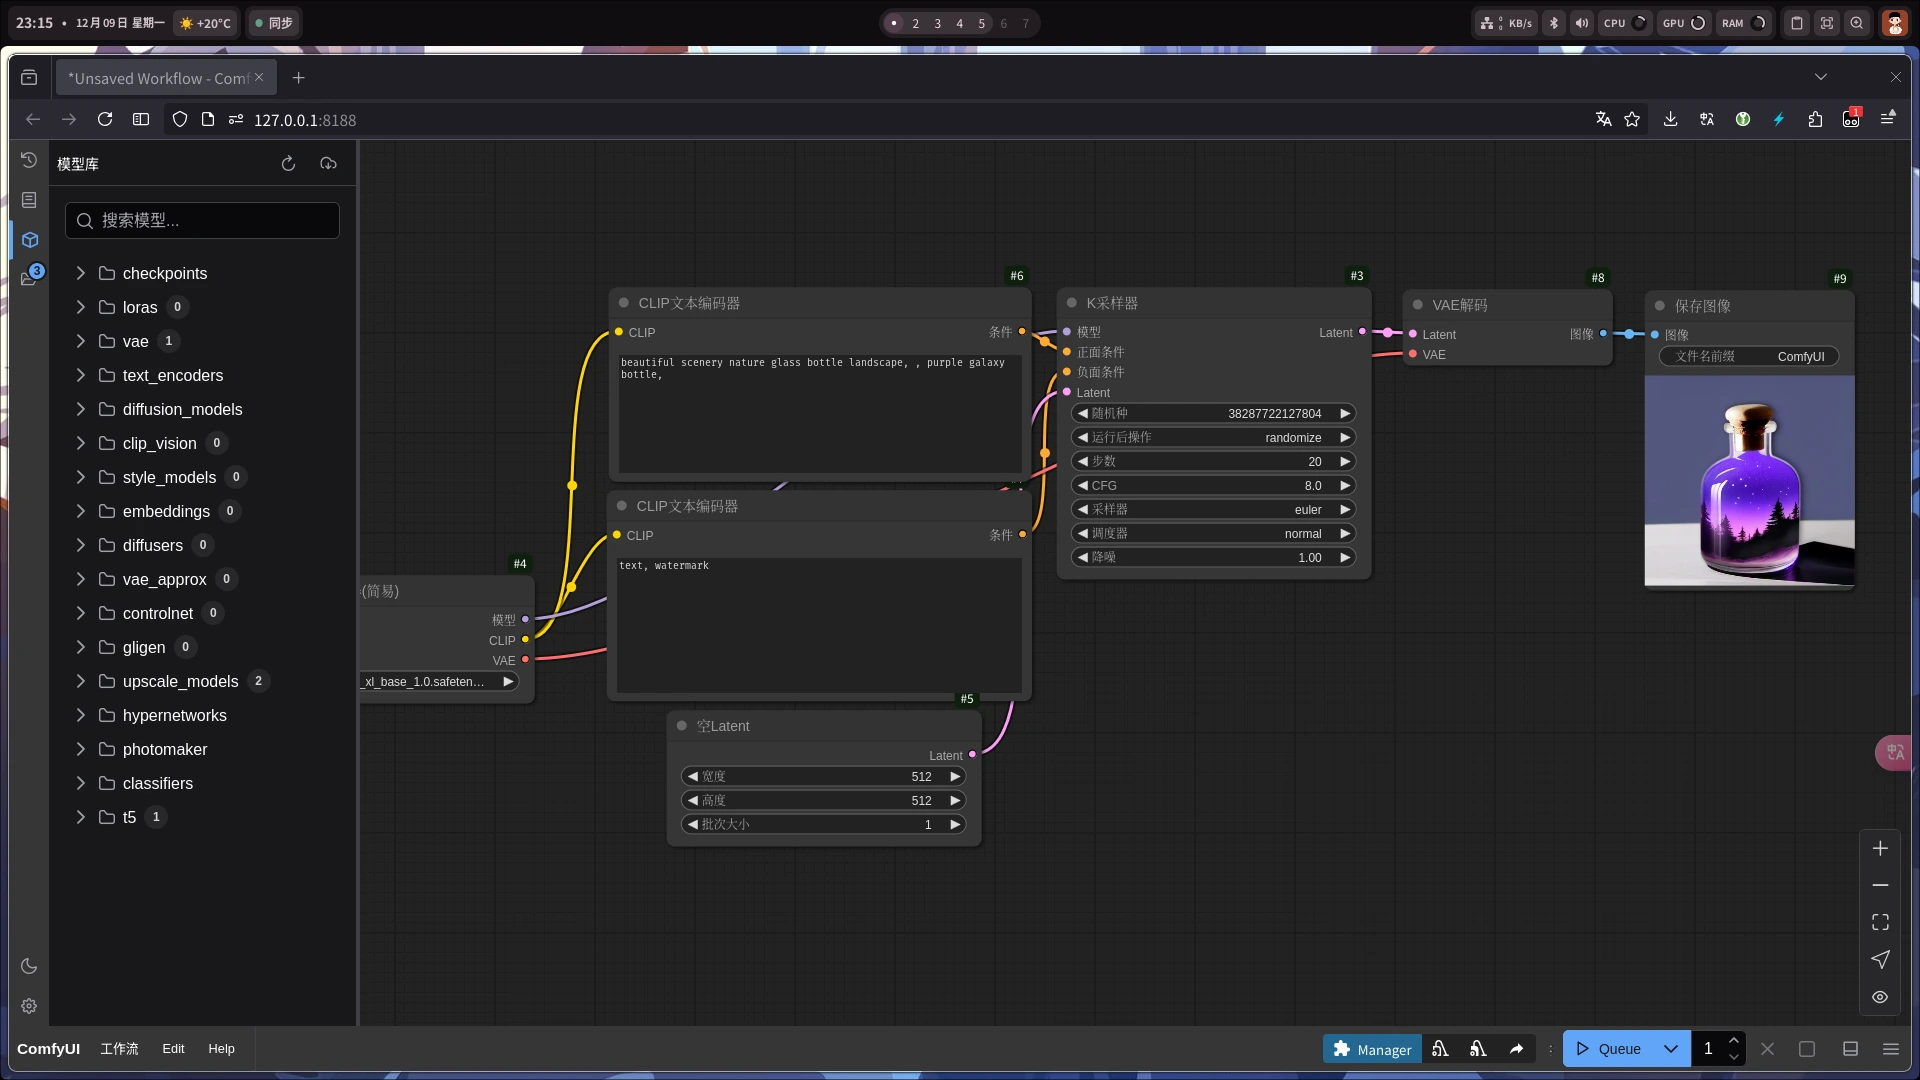 23:15 • 12月09日 星期一 +20°C 同步
2 3 4 5 6 7
0 0 KB/s CPU GPU RAM
*Unsaved Workflow - Comf
127.0.0.1:8188
1
模型库
搜索模型...
3
checkpoints
loras 0
vae 1
text_encoders
diffusion_models
clip_vision 0
style_models 0
embeddings 0
diffusers 0
vae_approx 0
controlnet 0
gligen 0
upscale_models 2
hypernetworks
photomaker
classifiers
t5 1
#4
(简易)
模型
CLIP
VAE
_xl_base_1.0.safeten...
#6
CLIP文本编码器
CLIP 条件
beautiful scenery nature glass bottle landscape, , purple galaxy
bottle,
CLIP文本编码器
CLIP 条件
text, watermark
#5
空Latent
Latent
宽度 512
高度 512
批次大小 1
#3
K采样器
模型 Latent
正面条件
负面条件
Latent
随机种 38287722127804
运行后操作 randomize
步数 20
CFG 8.0
采样器 euler
调度器 normal
降噪 1.00
#8
VAE解码
Latent 图像
VAE
#9
保存图像
图像
文件名前缀 ComfyUI
中A
ComfyUI 工作流 Edit Help
Manager Queue 1